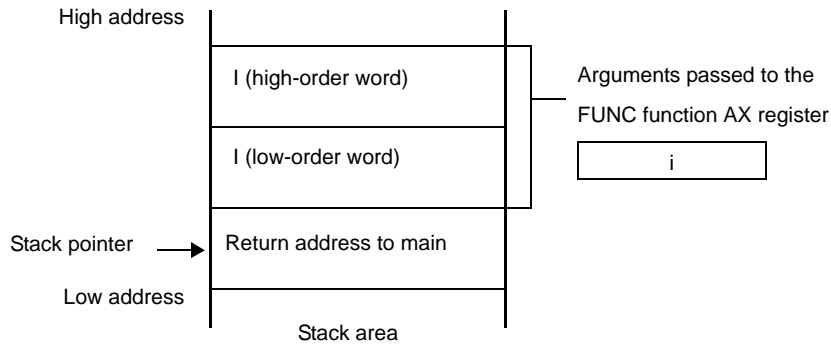 High address
I (high-order word)
Arguments passed to the
FUNC function AX register
I (low-order word)
i
Stack pointer
Return address to main
Low address
Stack area